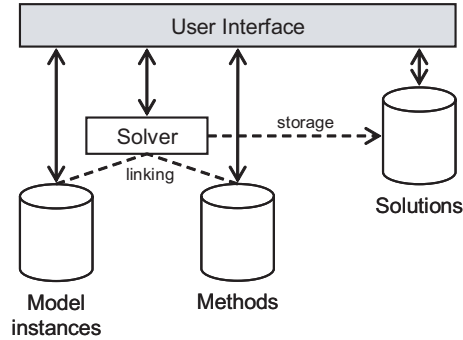 User Interface
storage
Solver
linking
Solutions
Methods
Model
instances